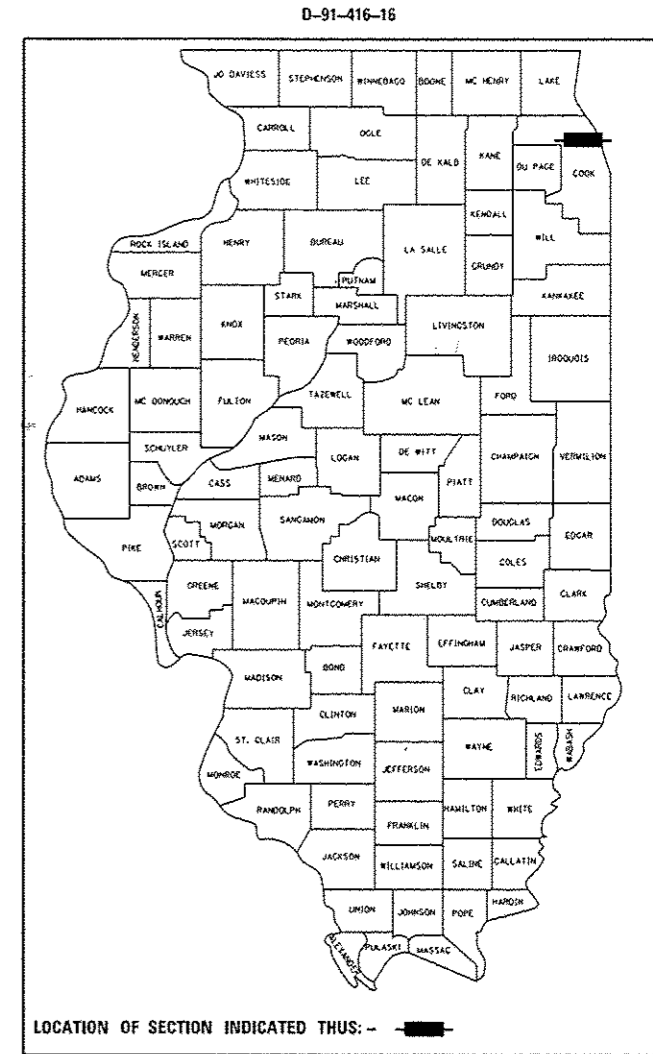 D-91-416-16
JO DAVIESS STEPHENSON WINNEBAGO BOONE MC HENRY LAKE
CARROLL OGLE
DE KALB KANE DU PAGE COOK
WHITESIDE LEE
KENDALL WILL
ROCK ISLAND HENRY BUREAU LA SALLE
MERCER PUTNAM GRUNDY
KANKAKEE
STARK MARSHALL
HENDERSON WARREN KNOX PEORIA WOODFORD LIVINGSTON
IROQUOIS
HANCOCK MC DONOUGH FULTON TAZEWELL MC LEAN FORD
MASON
SCHUYLER LOGAN DE WITT CHAMPAIGN VERMILION
ADAMS BROWN CASS MENARD PIATT
MACON
MORGAN SANGAMON DOUGLAS
PIKE SCOTT MOULTRIE EDGAR
CHRISTIAN COLES
GREENE SHELBY
CALHOUN MACOUPIN MONTGOMERY CUMBERLAND CLARK
JERSEY
FAYETTE EFFINGHAM JASPER CRAWFORD
BOND
MADISON
CLAY RICHLAND LAWRENCE
CLINTON MARION
ST. CLAIR WAYNE EDWARDS WABASH
WASHINGTON JEFFERSON
MONROE
RANDOLPH PERRY HAMILTON WHITE
FRANKLIN
JACKSON WILLIAMSON SALINE GALLATIN
UNION JOHNSON POPE HARDIN
ALEXANDER PULASKI MASSAC
LOCATION OF SECTION INDICATED THUS: -